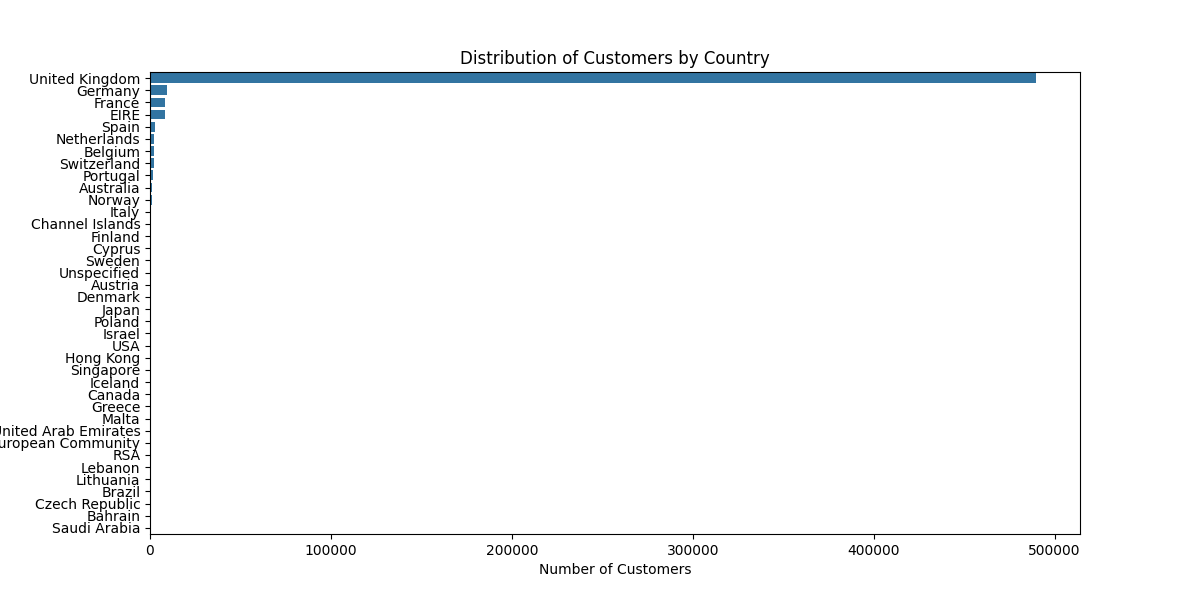 Distribution of Customers by Country
United Kingdom
Germany
France
EIRE
Spain
Netherlands
Belgium
Switzerland
Portugal
Australia
Norway
Italy
Channel Islands
Finland
Cyprus
Sweden
Unspecified
Austria
Denmark
Japan
Poland
Israel
USA
Hong Kong
Singapore
Iceland
Canada
Greece
Malta
United Arab Emirates
uropean Community
RSA
Lebanon
Lithuania
Brazil
Czech Republic
Bahrain
Saudi Arabia
0 100000 200000 300000 400000 500000
Number of Customers